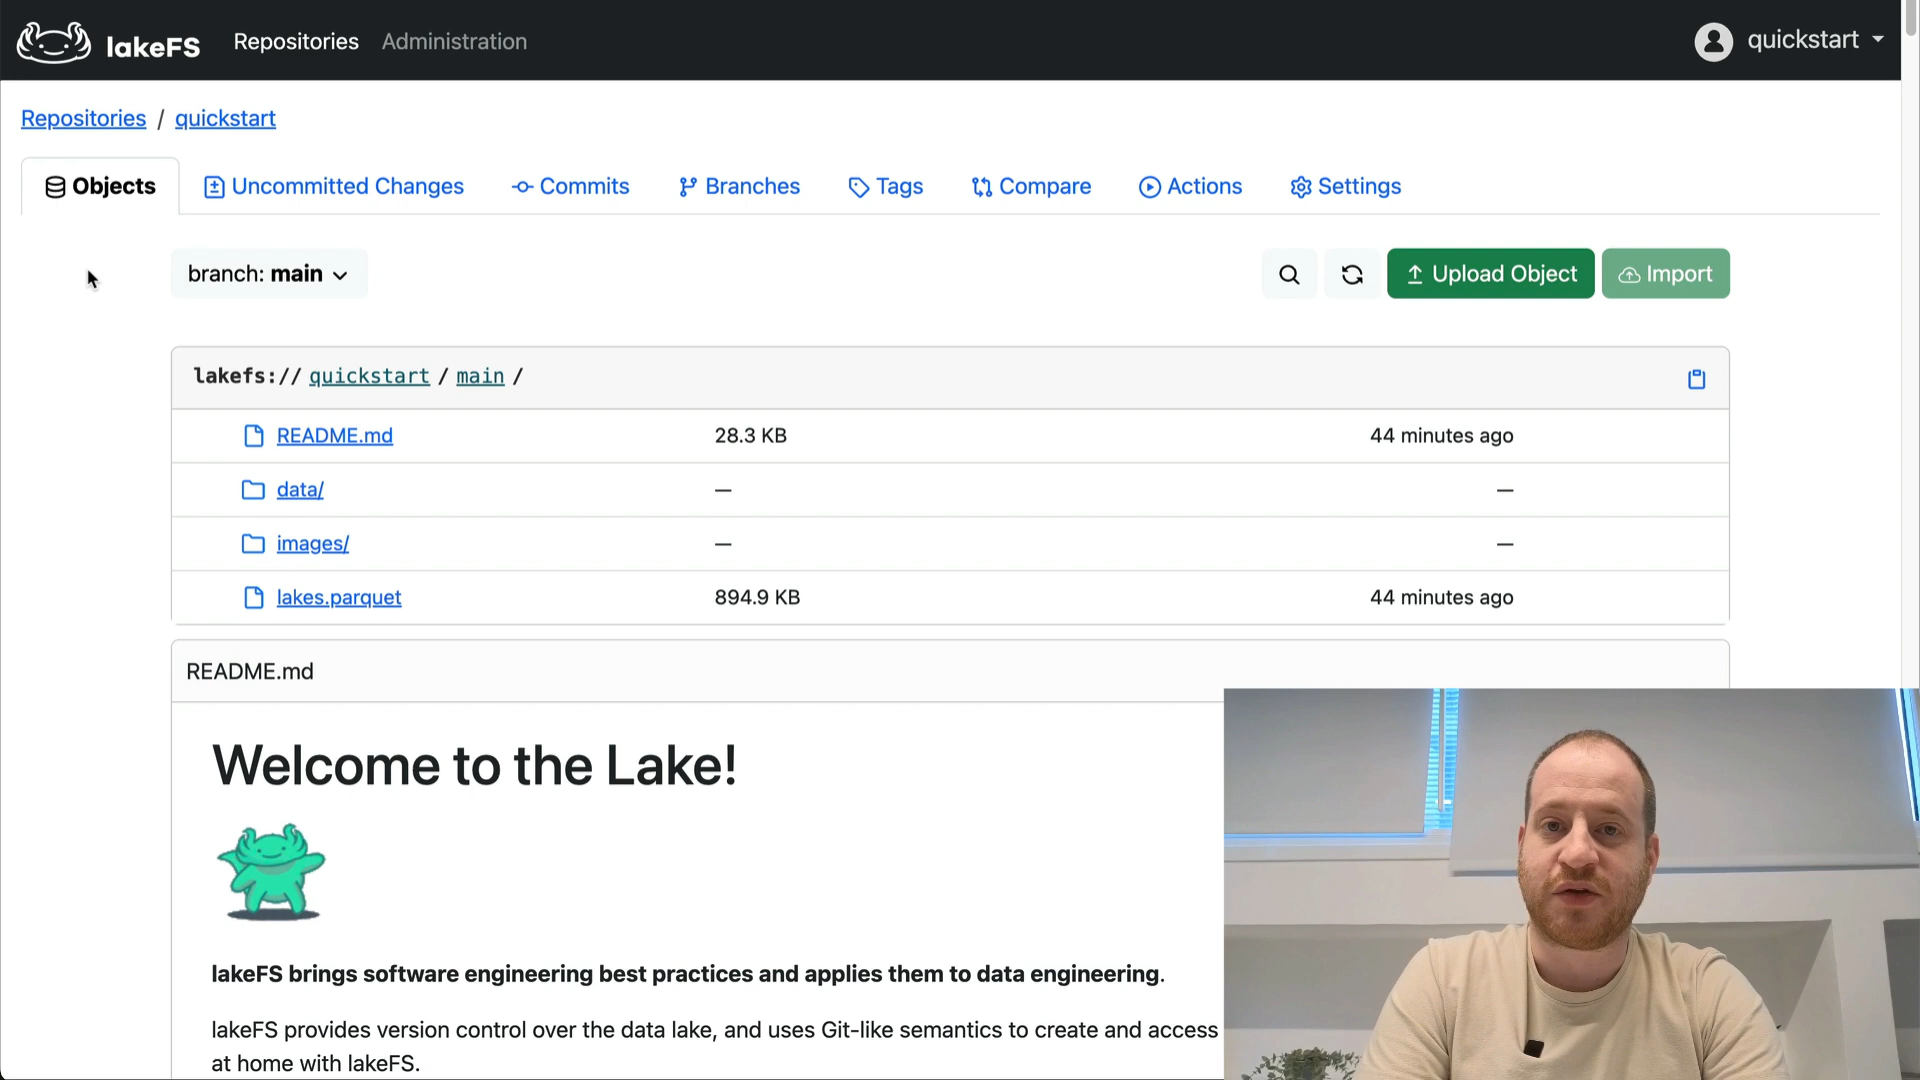 lakeFS Repositories Administration quickstart
Repositories / quickstart
Objects Uncommitted Changes Commits Branches Tags Compare Actions Settings
branch: main Upload Object Import
lakefs:// quickstart / main /
README.md 28.3 KB 44 minutes ago
data/ — —
images/ — —
lakes.parquet 894.9 KB 44 minutes ago
README.md
Welcome to the Lake!
lakeFS brings software engineering best practices and applies them to data engineering.
lakeFS provides version control over the data lake, and uses Git-like semantics to create and access
at home with lakeFS.